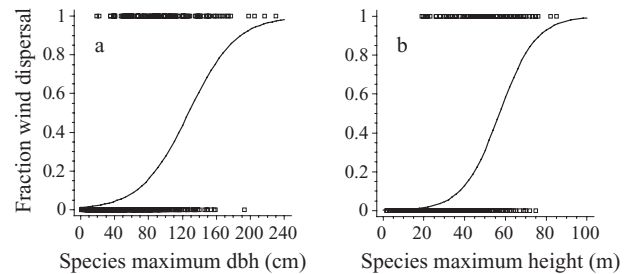 Fraction wind dispersal
a
1
0.8
0.6
0.4
0.2
0
0 40 80 120 160 200 240
Species maximum dbh (cm)
b
1
0.8
0.6
0.4
0.2
0
0 20 40 60 80 100
Species maximum height (m)